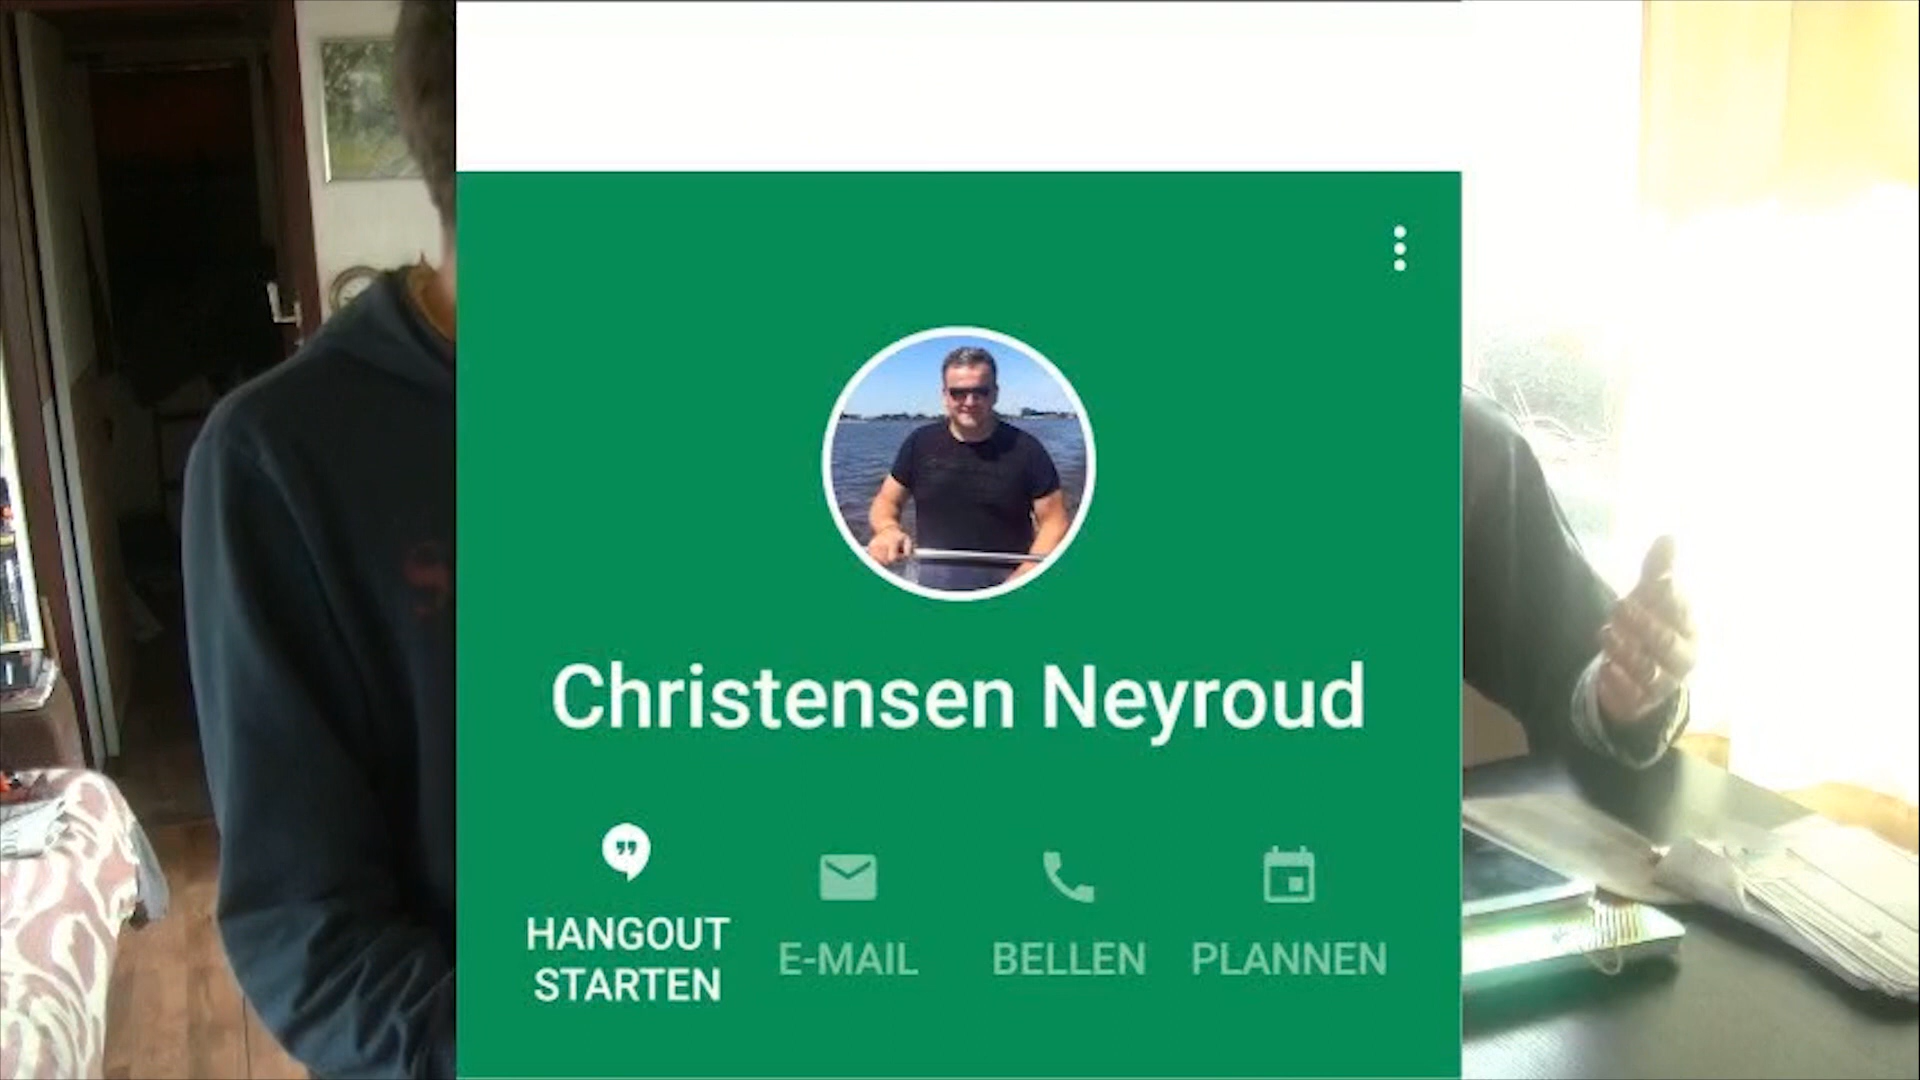 Christensen Neyroud
HANGOUT
STARTEN
E-MAIL
BELLEN
PLANNEN